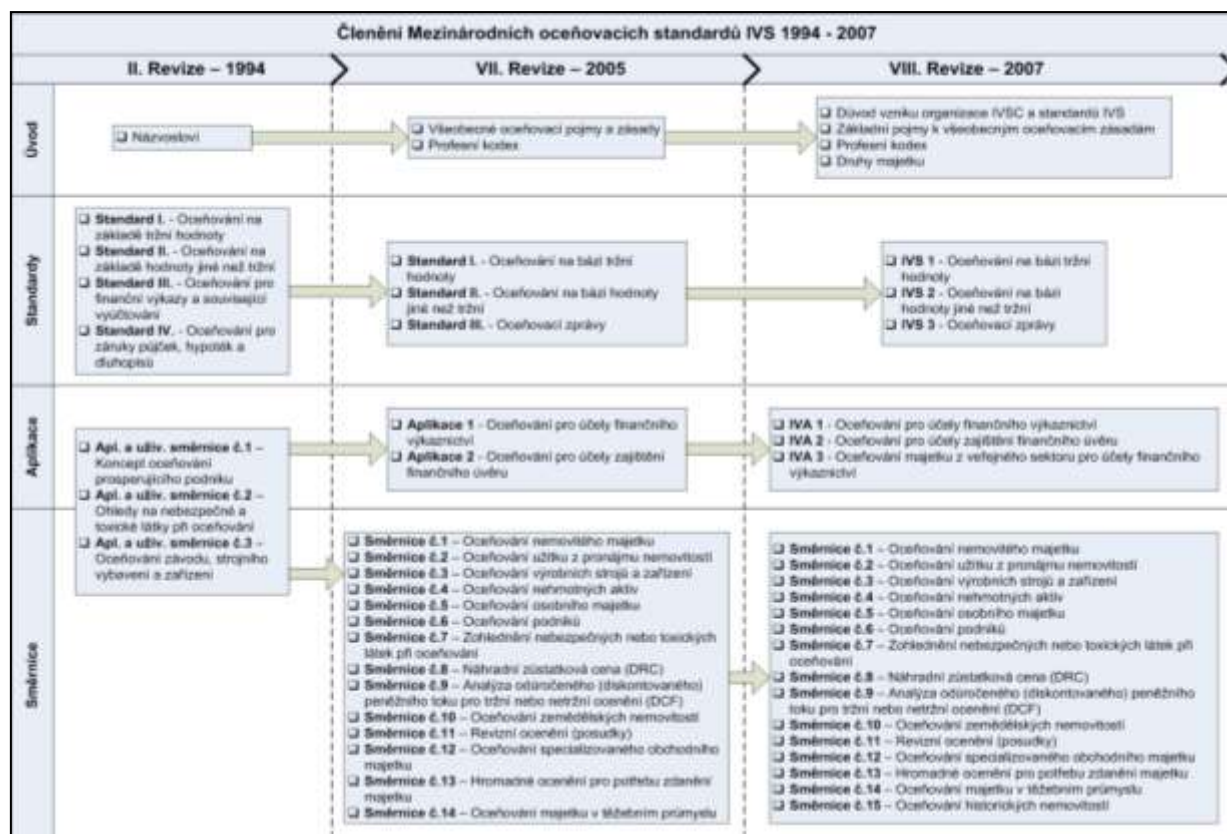 Členění Mezinárodních oceňovacích standardů IVS 1994 - 2007
II. Revize – 1994
VII. Revize – 2005
VIII. Revize – 2007
Úvod
Názvosloví
Všeobecné oceňovací pojmy a zásady
Profesní kodex
Důvod vzniku organizace IVSC a standardů IVS
Základní pojmy k všeobecným oceňovacím zásadám
Profesní kodex
Druhy majetku
Standardy
Standard I. - Oceňování na
základě tržní hodnoty
Standard II. - Oceňování na
základě hodnoty jiné než tržní
Standard III. - Oceňování pro
finanční výkazy a související
vyúčtování
Standard IV. - Oceňování pro
záruky půjček, hypoték a
dluhopisů
Standard I. - Oceňování na bázi tržní
hodnoty
Standard II. - Oceňování na bázi hodnoty
jiné než tržní
Standard III. - Oceňovací zprávy
IVS 1 - Oceňování na bázi tržní
hodnoty
IVS 2 - Oceňování na bázi
hodnoty jiné než tržní
IVS 3 - Oceňovací zprávy
Aplikace
Apl. a uživ. směrnice č.1 –
Koncept oceňování
prosperujícího podniku
Apl. a uživ. směrnice č.2 –
Ohledy na nebezpečné a
toxické látky při oceňování
Apl. a uživ. směrnice č.3 –
Oceňování závodu, strojního
vybavení a zařízení
Aplikace 1 - Oceňování pro účely finančního
výkaznictví
Aplikace 2 - Oceňování pro účely zajištění
finančního úvěru
IVA 1 - Oceňování pro účely finančního výkaznictví
IVA 2 - Oceňování pro účely zajištění finančního úvěru
IVA 3 - Oceňování majetku z veřejného sektoru pro účely finančního
výkaznictví
Směrnice
Směrnice č.1 – Oceňování nemovitého majetku
Směrnice č.2 – Oceňování užitku z pronájmu nemovitostí
Směrnice č.3 – Oceňování výrobních strojů a zařízení
Směrnice č.4 – Oceňování nehmotných aktiv
Směrnice č.5 – Oceňování osobního majetku
Směrnice č.6 – Oceňování podniků
Směrnice č.7 – Zohlednění nebezpečných nebo toxických
látek při oceňování
Směrnice č.8 – Náhradní zůstatková cena (DRC)
Směrnice č.9 – Analýza odúročeného (diskontovaného)
peněžního toku pro tržní nebo netržní ocenění (DCF)
Směrnice č.10 – Oceňování zemědělských nemovitostí
Směrnice č.11 – Revizní ocenění (posudky)
Směrnice č.12 – Oceňování specializovaného obchodního
majetku
Směrnice č.13 – Hromadné ocenění pro potřebu zdanění
majetku
Směrnice č.14 – Oceňování majetku v těžebním průmyslu
Směrnice č.1 – Oceňování nemovitého majetku
Směrnice č.2 – Oceňování užitku z pronájmu nemovitostí
Směrnice č.3 – Oceňování výrobních strojů a zařízení
Směrnice č.4 – Oceňování nehmotných aktiv
Směrnice č.5 – Oceňování osobního majetku
Směrnice č.6 – Oceňování podniků
Směrnice č.7 – Zohlednění nebezpečných nebo toxických látek při
oceňování
Směrnice č.8 – Náhradní zůstatková cena (DRC)
Směrnice č.9 – Analýza odúročeného (diskontovaného) peněžního
toku pro tržní nebo netržní ocenění (DCF)
Směrnice č.10 – Oceňování zemědělských nemovitostí
Směrnice č.11 – Revizní ocenění (posudky)
Směrnice č.12 – Oceňování specializovaného obchodního majetku
Směrnice č.13 – Hromadné ocenění pro potřebu zdanění majetku
Směrnice č.14 – Oceňování majetku v těžebním průmyslu
Směrnice č.15 – Oceňování historických nemovitostí